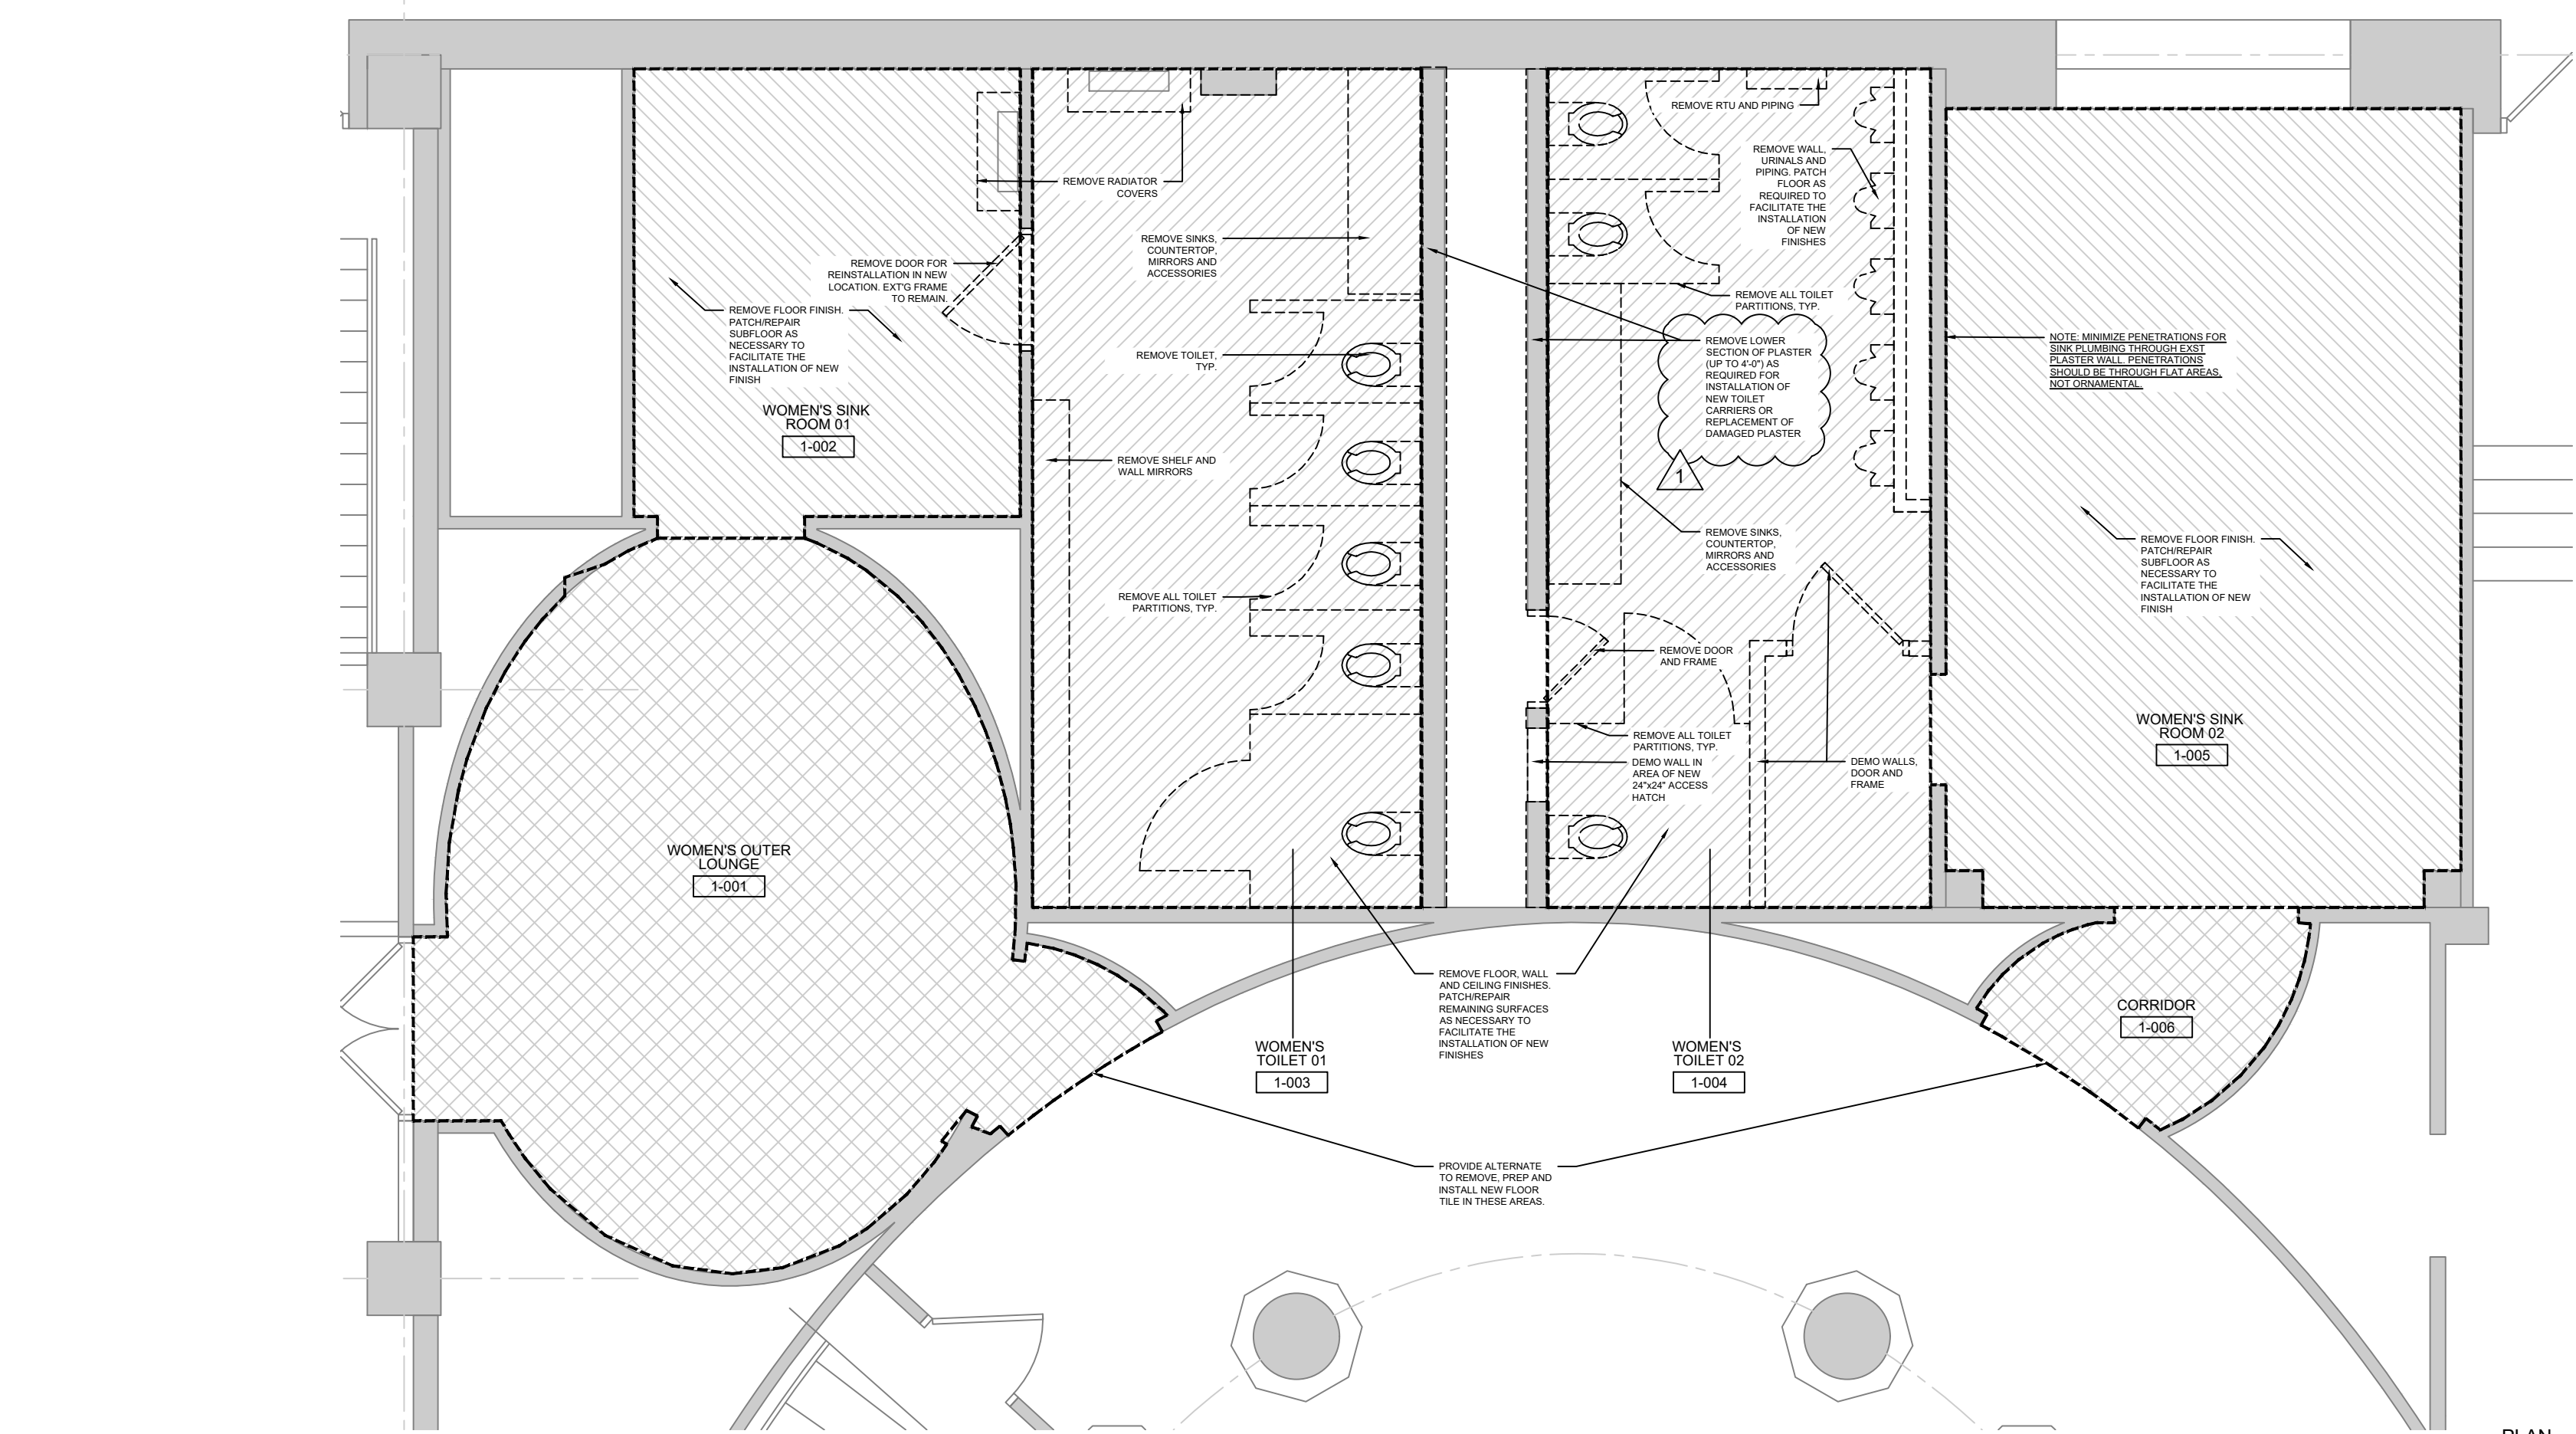 REMOVE RTU AND PIPING
REMOVE WALL,
URINALS AND
PIPING. PATCH
FLOOR AS
REQUIRED TO
FACILITATE THE
INSTALLATION
OF NEW
FINISHES
REMOVE RADIATOR
COVERS
REMOVE SINKS,
COUNTERTOP,
MIRRORS AND
ACCESSORIES
REMOVE DOOR FOR
REINSTALLATION IN NEW
LOCATION. EXT'G FRAME
TO REMAIN.
REMOVE FLOOR FINISH.
PATCH/REPAIR
SUBFLOOR AS
NECESSARY TO
FACILITATE THE
INSTALLATION OF NEW
FINISH
WOMEN'S SINK
ROOM 01
1-002
REMOVE TOILET,
TYP.
REMOVE SHELF AND
WALL MIRRORS
REMOVE ALL TOILET
PARTITIONS, TYP.
REMOVE ALL TOILET
PARTITIONS, TYP.
REMOVE LOWER
SECTION OF PLASTER
(UP TO 4'-0") AS
REQUIRED FOR
INSTALLATION OF
NEW TOILET
CARRIERS OR
REPLACEMENT OF
DAMAGED PLASTER
1
REMOVE SINKS,
COUNTERTOP,
MIRRORS AND
ACCESSORIES
NOTE: MINIMIZE PENETRATIONS FOR
SINK PLUMBING THROUGH EXST
PLASTER WALL. PENETRATIONS
SHOULD BE THROUGH FLAT AREAS,
NOT ORNAMENTAL.
REMOVE FLOOR FINISH.
PATCH/REPAIR
SUBFLOOR AS
NECESSARY TO
FACILITATE THE
INSTALLATION OF NEW
FINISH
REMOVE DOOR
AND FRAME
REMOVE ALL TOILET
PARTITIONS, TYP.
DEMO WALL IN
AREA OF NEW
24"x24" ACCESS
HATCH
DEMO WALLS,
DOOR AND
FRAME
WOMEN'S SINK
ROOM 02
1-005
WOMEN'S OUTER
LOUNGE
1-001
REMOVE FLOOR, WALL
AND CEILING FINISHES.
PATCH/REPAIR
REMAINING SURFACES
AS NECESSARY TO
FACILITATE THE
INSTALLATION OF NEW
FINISHES
WOMEN'S
TOILET 01
1-003
WOMEN'S
TOILET 02
1-004
CORRIDOR
1-006
PROVIDE ALTERNATE
TO REMOVE, PREP AND
INSTALL NEW FLOOR
TILE IN THESE AREAS.
PLAN